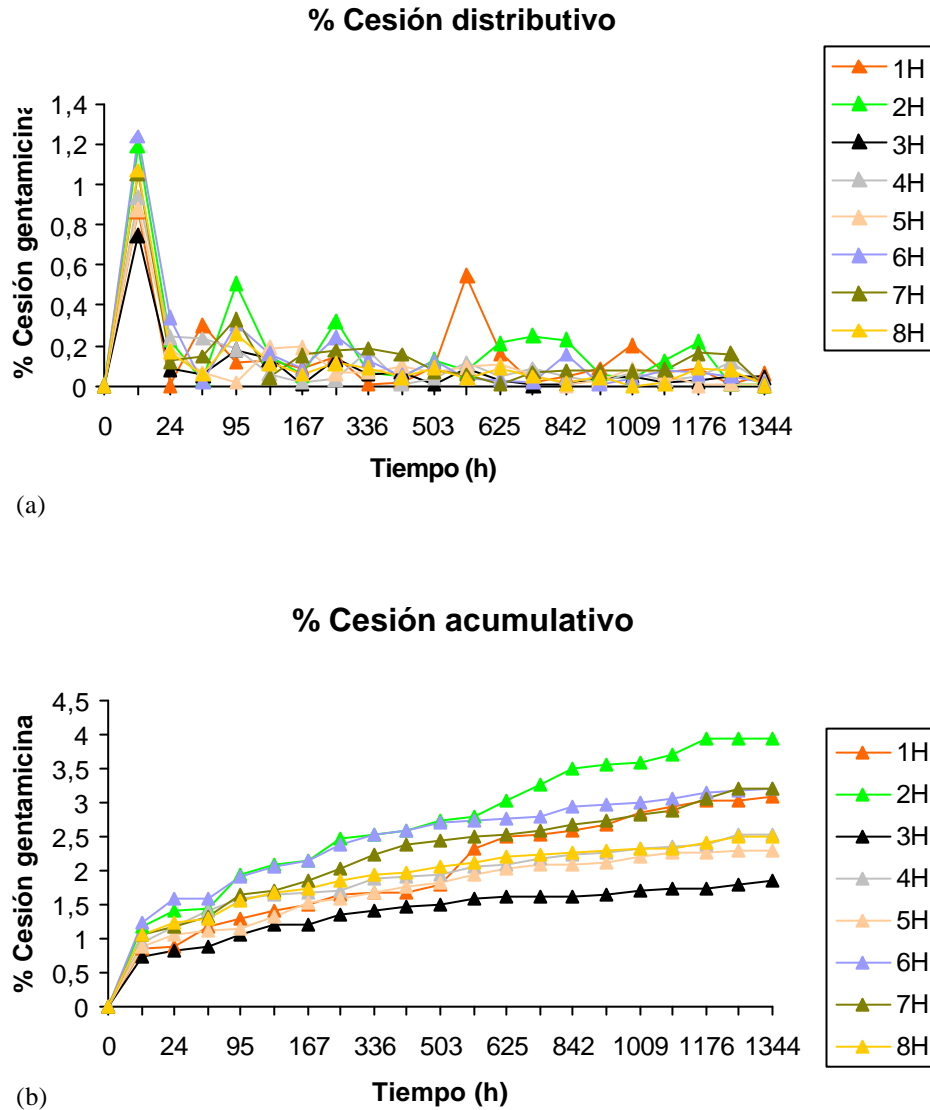 % Cesión distributivo
% Cesión gentamicina
1,4
1,2
1
0,8
0,6
0,4
0,2
0
0 24 95 167 336 503 625 842 1009 1176 1344
Tiempo (h)
1H
2H
3H
4H
5H
6H
7H
8H
(a)
% Cesión acumulativo
% Cesión gentamicina
4,5
4
3,5
3
2,5
2
1,5
1
0,5
0
0 24 95 167 336 503 625 842 1009 1176 1344
Tiempo (h)
1H
2H
3H
4H
5H
6H
7H
8H
(b)